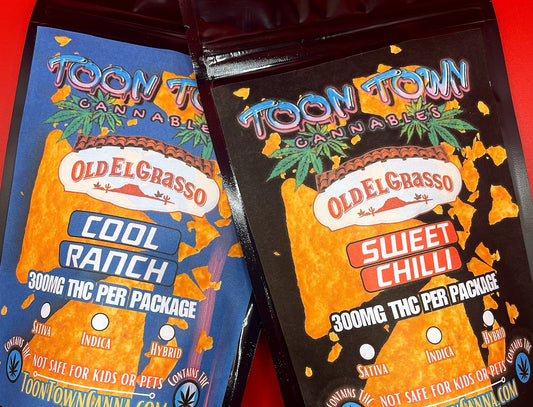 TOON TOWN
CANNABLES
OLD EL GRASSO
COOL
RANCH
300MG THC PER PACKAGE
SATIVA
INDICA
HYBRID
CONTAINS THC
NOT SAFE FOR KIDS OR PETS
CONTAINS THC
TOONTOWNCANNA.COM
TOON TOWN
CANNABLES
OLD EL GRASSO
SWEET
CHILLI
300MG THC PER PACKAGE
SATIVA
INDICA
HYBRID
CONTAINS THC
NOT SAFE FOR KIDS OR PETS
CONTAINS THC
TOONTOWNCANNA.COM